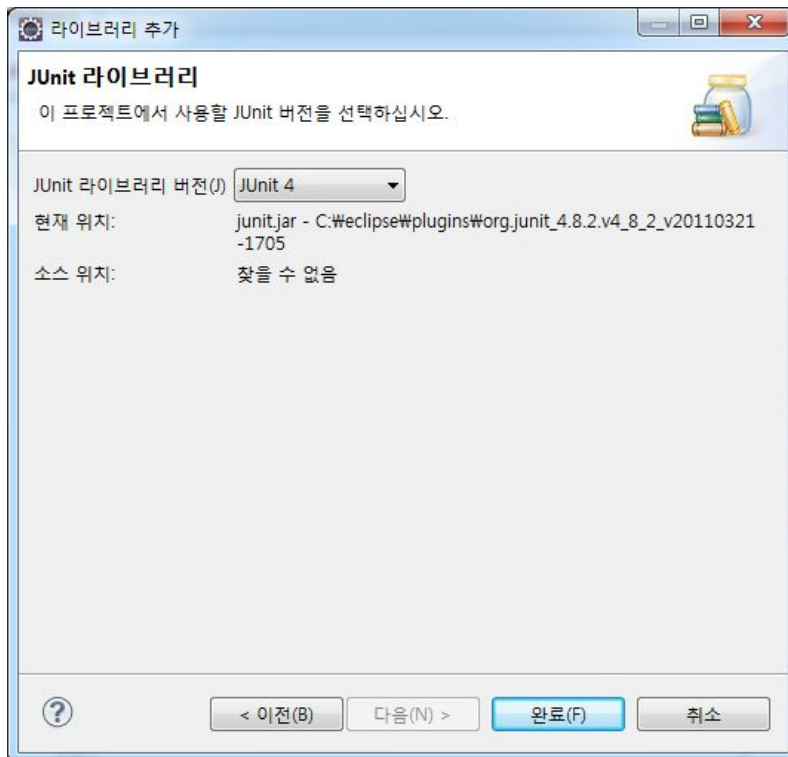 라이브러리 추가
JUnit 라이브러리
이 프로젝트에서 사용할 JUnit 버전을 선택하십시오.
JUnit 라이브러리 버전(J) JUnit 4
현재 위치: junit.jar - C:₩eclipse₩plugins₩org.junit_4.8.2.v4_8_2_v20110321
-1705
소스 위치: 찾을 수 없음
< 이전(B) 다음(N) > 완료(F) 취소